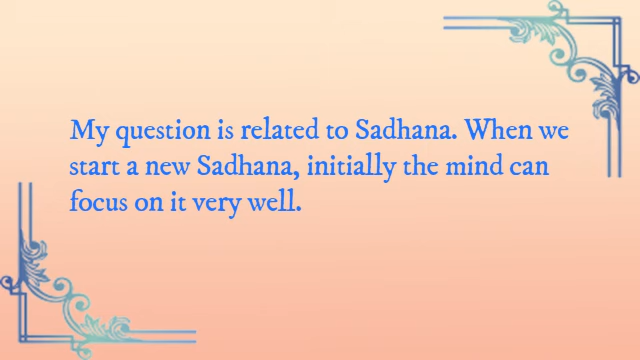 My question is related to Sadhana. When we
start a new Sadhana, initially the mind can
focus on it very well.